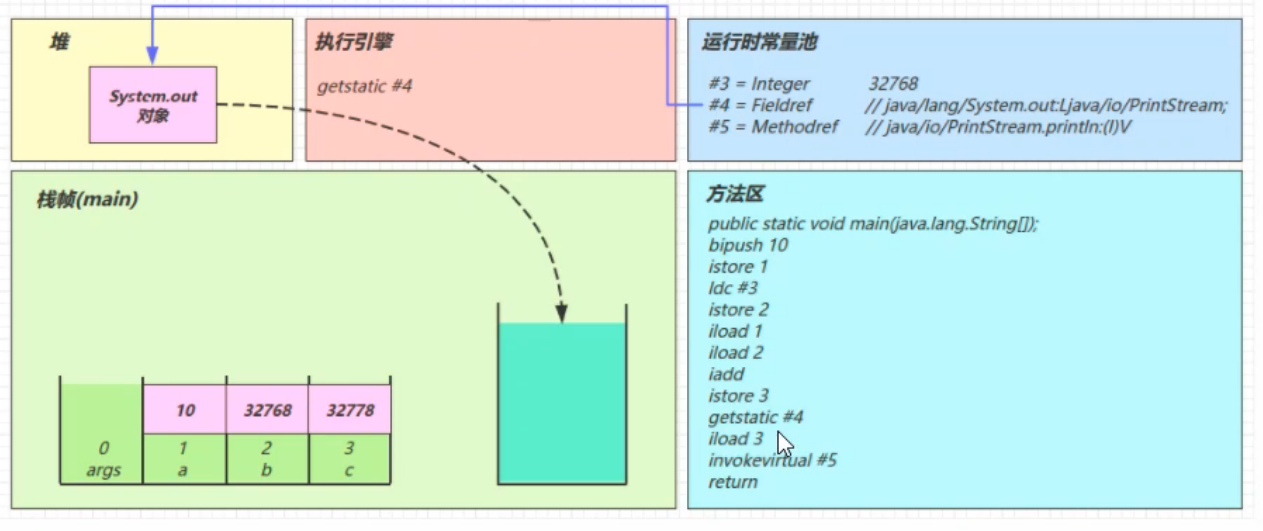 堆
System.out
对象
执行引擎
getstatic #4
运行时常量池
#3 = Integer 32768
#4 = Fieldref // java/lang/System.out:Ljava/io/PrintStream;
#5 = Methodref // java/io/PrintStream.println:(I)V
栈帧(main)
10 32768 32778
0 1 2 3
args a b c
方法区
public static void main(java.lang.String[]);
bipush 10
istore 1
ldc #3
istore 2
iload 1
iload 2
iadd
istore 3
getstatic #4
iload 3
invokevirtual #5
return